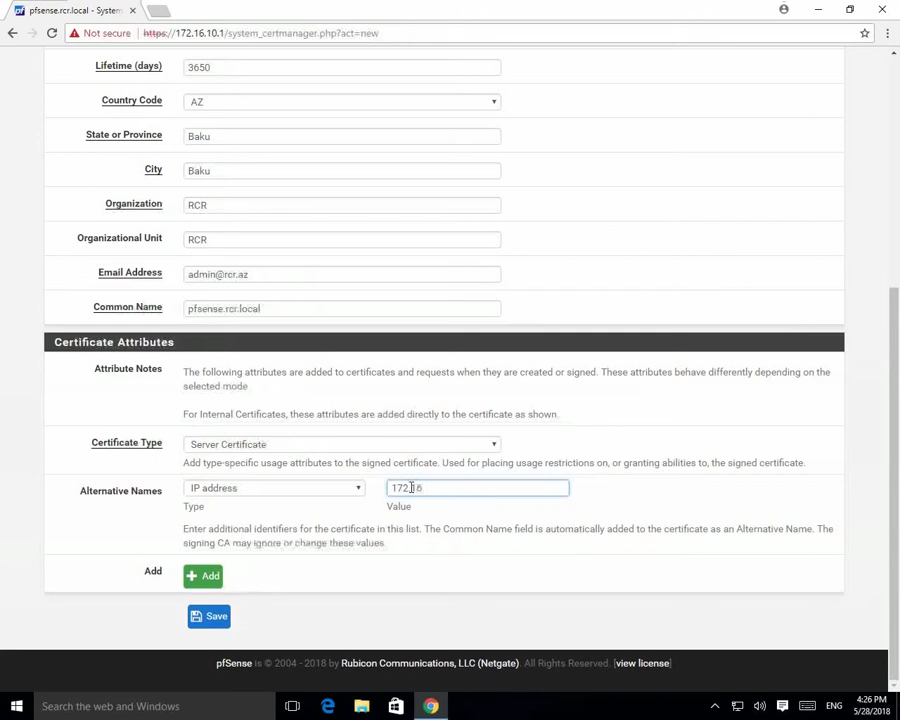 pfsense.rcr.local - System
Not secure
https://172.16.10.1/system_certmanager.php?act=new
Lifetime (days)
3650
Country Code
AZ
State or Province
Baku
City
Baku
Organization
RCR
Organizational Unit
RCR
Email Address
admin@rcr.az
Common Name
pfsense.rcr.local
Certificate Attributes
Attribute Notes
The following attributes are added to certificates and requests when they are created or signed. These attributes behave differently depending on the
selected mode
For Internal Certificates, these attributes are added directly to the certificate as shown.
Certificate Type
Server Certificate
Add type-specific usage attributes to the signed certificate. Used for placing usage restrictions on, or granting abilities to, the signed certificate.
Alternative Names
IP address
172.16
Type
Value
Enter additional identifiers for the certificate in this list. The Common Name field is automatically added to the certificate as an Alternative Name. The
signing CA may ignore or change these values.
Add
Add
Save
pfSense is © 2004 - 2018 by Rubicon Communications, LLC (Netgate). All Rights Reserved. [view license]
Search the web and Windows
ENG
4:26 PM
5/28/2018